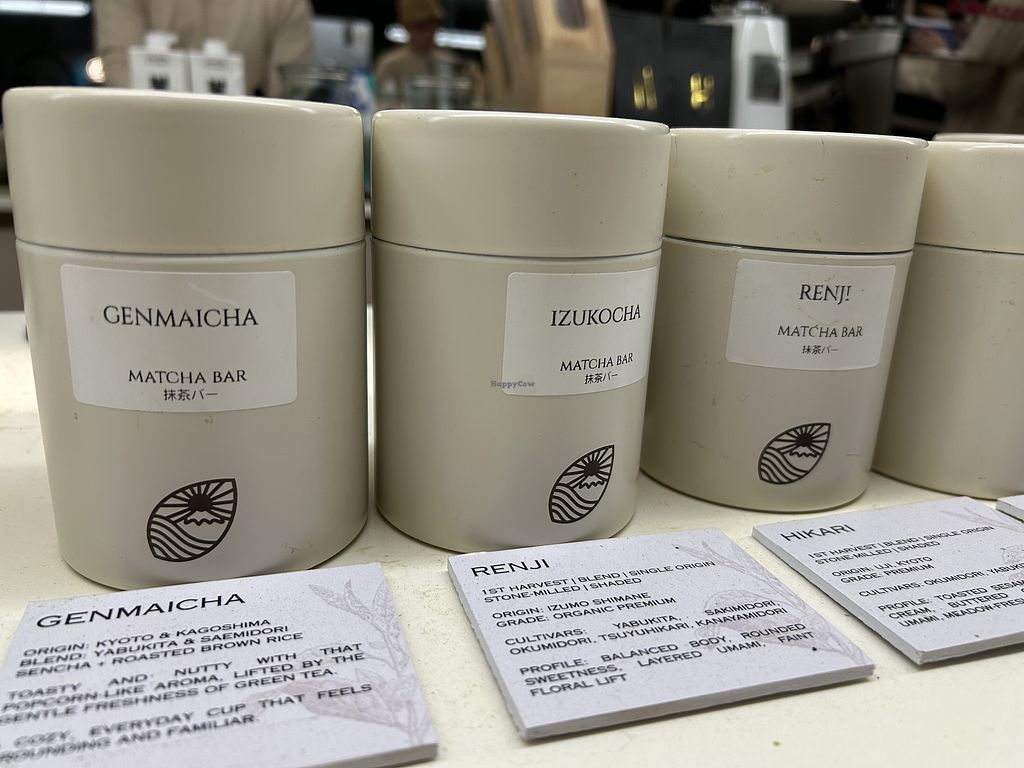 GENMAICHA
MATCHA BAR
抹茶バー
IZUKOCHA
MATCHA BAR
抹茶バー
RENJI
MATCHA BAR
抹茶バー
HappyCow
GENMAICHA
ORIGIN: KYOTO & KAGOSHIMA
BLEND: YABUKITA & SAEMIDORI
SENCHA + ROASTED BROWN RICE
TOASTY AND NUTTY WITH THAT
POPCORN-LIKE AROMA, LIFTED BY THE
GENTLE FRESHNESS OF GREEN TEA.
COZY, EVERYDAY CUP THAT FEELS
GROUNDING AND FAMILIAR.
RENJI
1ST HARVEST | BLEND | SINGLE ORIGIN
STONE-MILLED | SHADED
ORIGIN: IZUMO SHIMANE
GRADE: ORGANIC PREMIUM
CULTIVARS: YABUKITA, SAKIMIDORI,
OKUMIDORI, TSUYUHIKARI, KANAYAMIDORI
PROFILE: BALANCED BODY, ROUNDED
SWEETNESS, LAYERED UMAMI, FAINT
FLORAL LIFT
HIKARI
1ST HARVEST | BLEND | SINGLE ORIGIN
STONE-MILLED | SHADED
ORIGIN: UJI, KYOTO
GRADE: PREMIUM
CULTIVARS: OKUMIDORI,
PROFILE: TOASTED
CREAM, BUTTERED
UMAMI, MEADOW